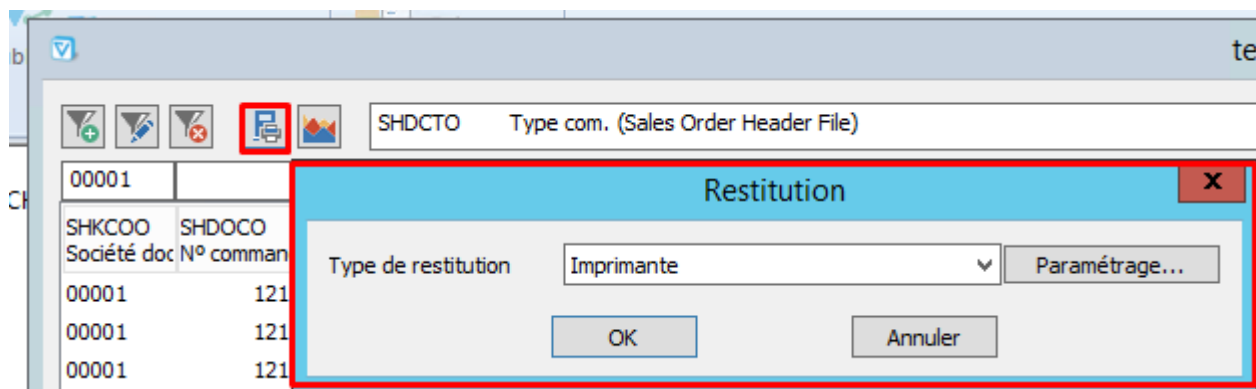 te
SHDCTO Type com. (Sales Order Header File)
00001
Restitution
x
SHKCOO SHDOCO
Société doc Nº comman
Type de restitution Imprimante Paramétrage...
00001 121
00001 121
OK Annuler
00001 121